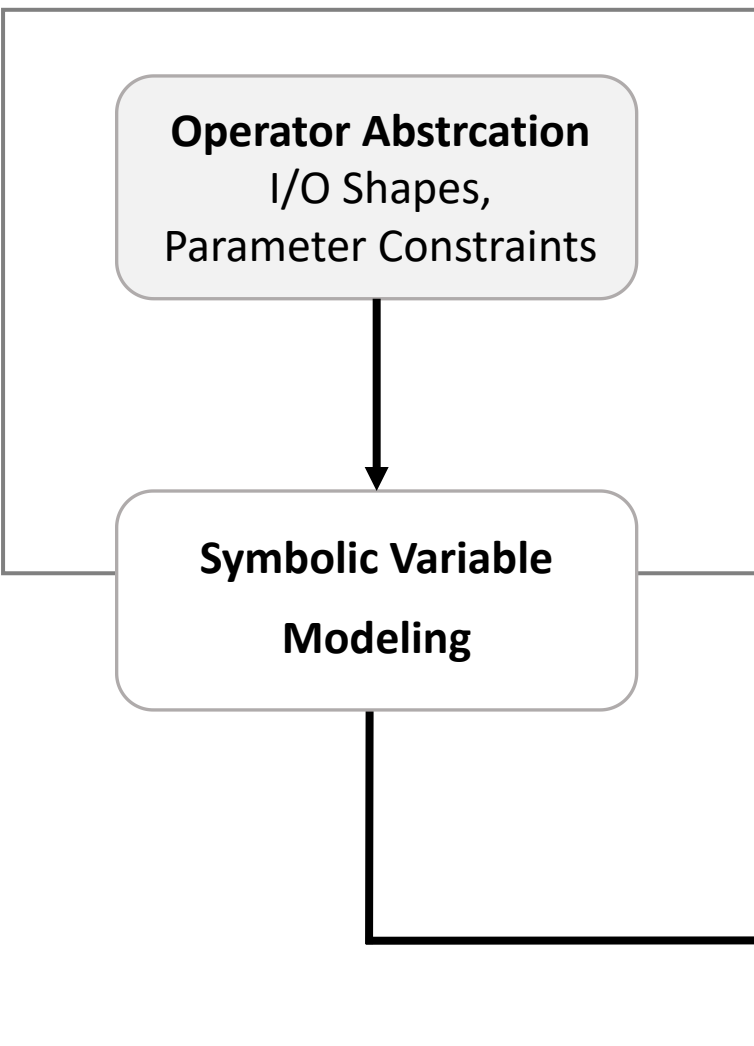 Operator Abstrcation
I/O Shapes,
Parameter Constraints
Symbolic Variable
Modeling